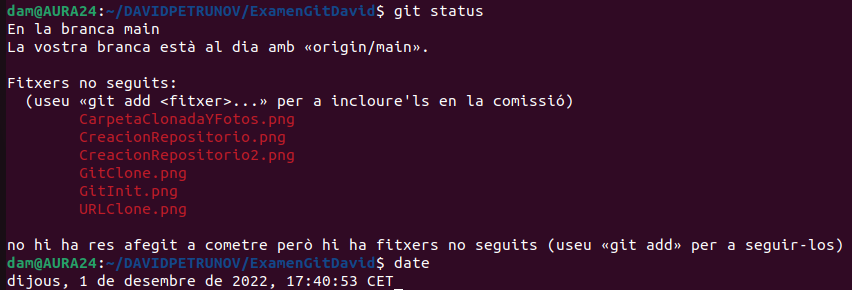 dam@AURA24:~/DAVIDPETRUNOV/ExamenGitDavid$ git status
En la branca main
La vostra branca està al dia amb «origin/main».
Fitxers no seguits:
(useu «git add <fitxer>...» per a incloure'ls en la comissió)
CarpetaClonadaYFotos.png
CreacionRepositorio.png
CreacionRepositorio2.png
GitClone.png
GitInit.png
URLClone.png
no hi ha res afegit a cometre però hi ha fitxers no seguits (useu «git add» per a seguir-los)
dam@AURA24:~/DAVIDPETRUNOV/ExamenGitDavid$ date
dijous, 1 de desembre de 2022, 17:40:53 CET